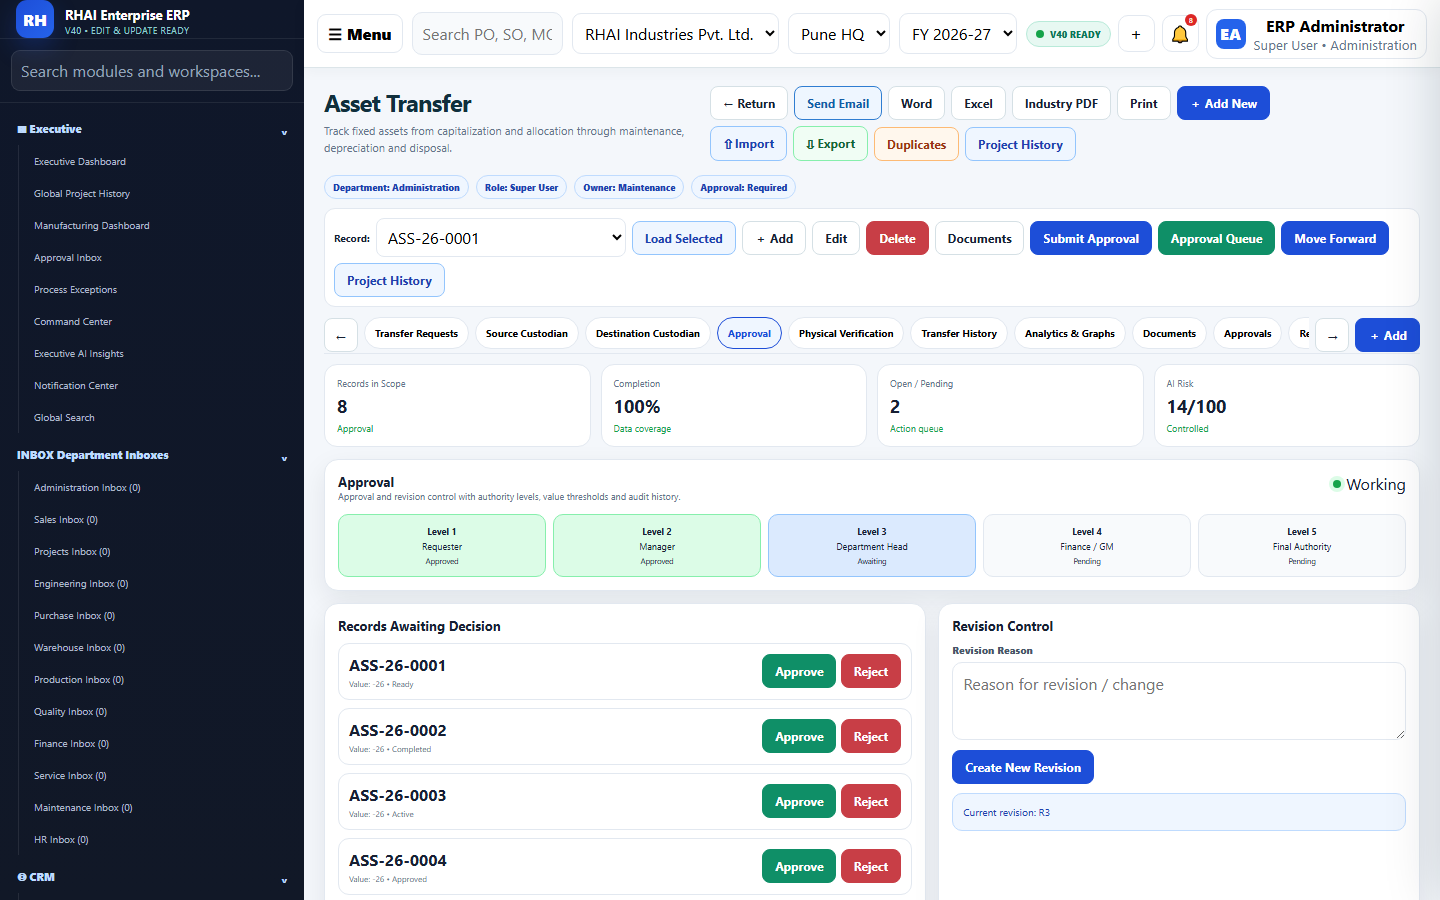 RH
RHAI Enterprise ERP
V40 • EDIT & UPDATE READY
Search modules and workspaces...
Executive
Executive Dashboard
Global Project History
Manufacturing Dashboard
Approval Inbox
Process Exceptions
Command Center
Executive AI Insights
Notification Center
Global Search
INBOX Department Inboxes
Administration Inbox (0)
Sales Inbox (0)
Projects Inbox (0)
Engineering Inbox (0)
Purchase Inbox (0)
Warehouse Inbox (0)
Production Inbox (0)
Quality Inbox (0)
Finance Inbox (0)
Service Inbox (0)
Maintenance Inbox (0)
HR Inbox (0)
CRM
☰ Menu
Search PO, SO, MC
RHAI Industries Pvt. Ltd.
Pune HQ
FY 2026-27
V40 READY
+
8
EA
ERP Administrator
Super User • Administration
Asset Transfer
Track fixed assets from capitalization and allocation through maintenance,
depreciation and disposal.
← Return
Send Email
Word
Excel
Industry PDF
Print
+ Add New
⇧ Import
⇩ Export
Duplicates
Project History
Department: Administration
Role: Super User
Owner: Maintenance
Approval: Required
Record:
ASS-26-0001
Load Selected
+ Add
Edit
Delete
Documents
Submit Approval
Approval Queue
Move Forward
Project History
←
Transfer Requests
Source Custodian
Destination Custodian
Approval
Physical Verification
Transfer History
Analytics & Graphs
Documents
Approvals
Re
→
+ Add
Records in Scope
8
Approval
Completion
100%
Data coverage
Open / Pending
2
Action queue
AI Risk
14/100
Controlled
Approval
Approval and revision control with authority levels, value thresholds and audit history.
Working
Level 1
Requester
Approved
Level 2
Manager
Approved
Level 3
Department Head
Awaiting
Level 4
Finance / GM
Pending
Level 5
Final Authority
Pending
Records Awaiting Decision
ASS-26-0001
Value: -26 • Ready
Approve
Reject
ASS-26-0002
Value: -26 • Completed
Approve
Reject
ASS-26-0003
Value: -26 • Active
Approve
Reject
ASS-26-0004
Value: -26 • Approved
Approve
Reject
Revision Control
Revision Reason
Reason for revision / change
Create New Revision
Current revision: R3